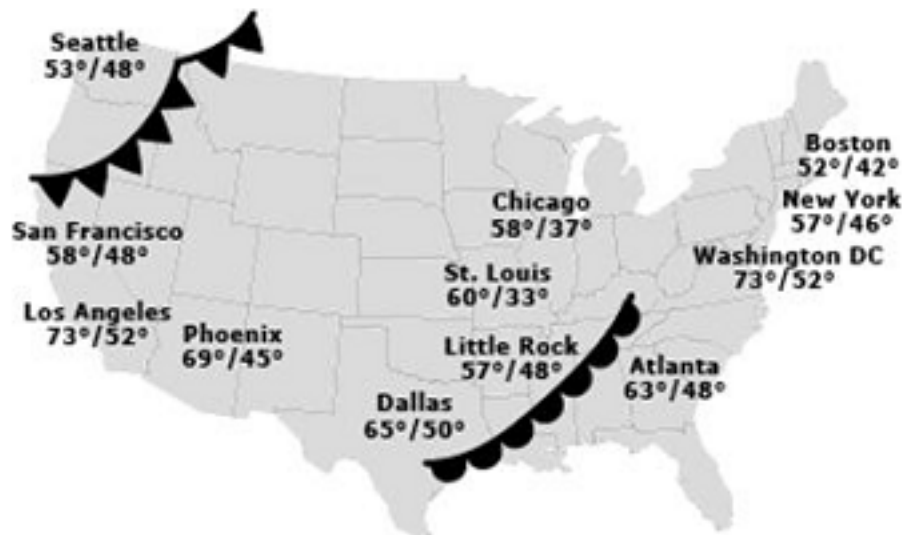 Seattle
53°/48°
Boston
52°/42°
Chicago
58°/37°
New York
57°/46°
San Francisco
58°/48°
Washington DC
73°/52°
St. Louis
60°/33°
Los Angeles
73°/52°
Phoenix
69°/45°
Little Rock
57°/48°
Atlanta
63°/48°
Dallas
65°/50°